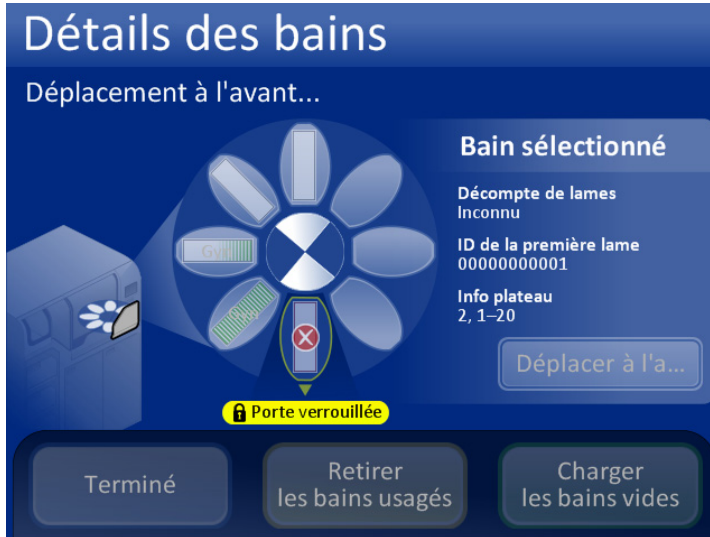 Détails des bains
Déplacement à l'avant...
Bain sélectionné
Décompte de lames
Inconnu
ID de la première lame
00000000001
Info plateau
2, 1–20
Déplacer à l'a...
Porte verrouillée
Terminé
Retirer
les bains usagés
Charger
les bains vides